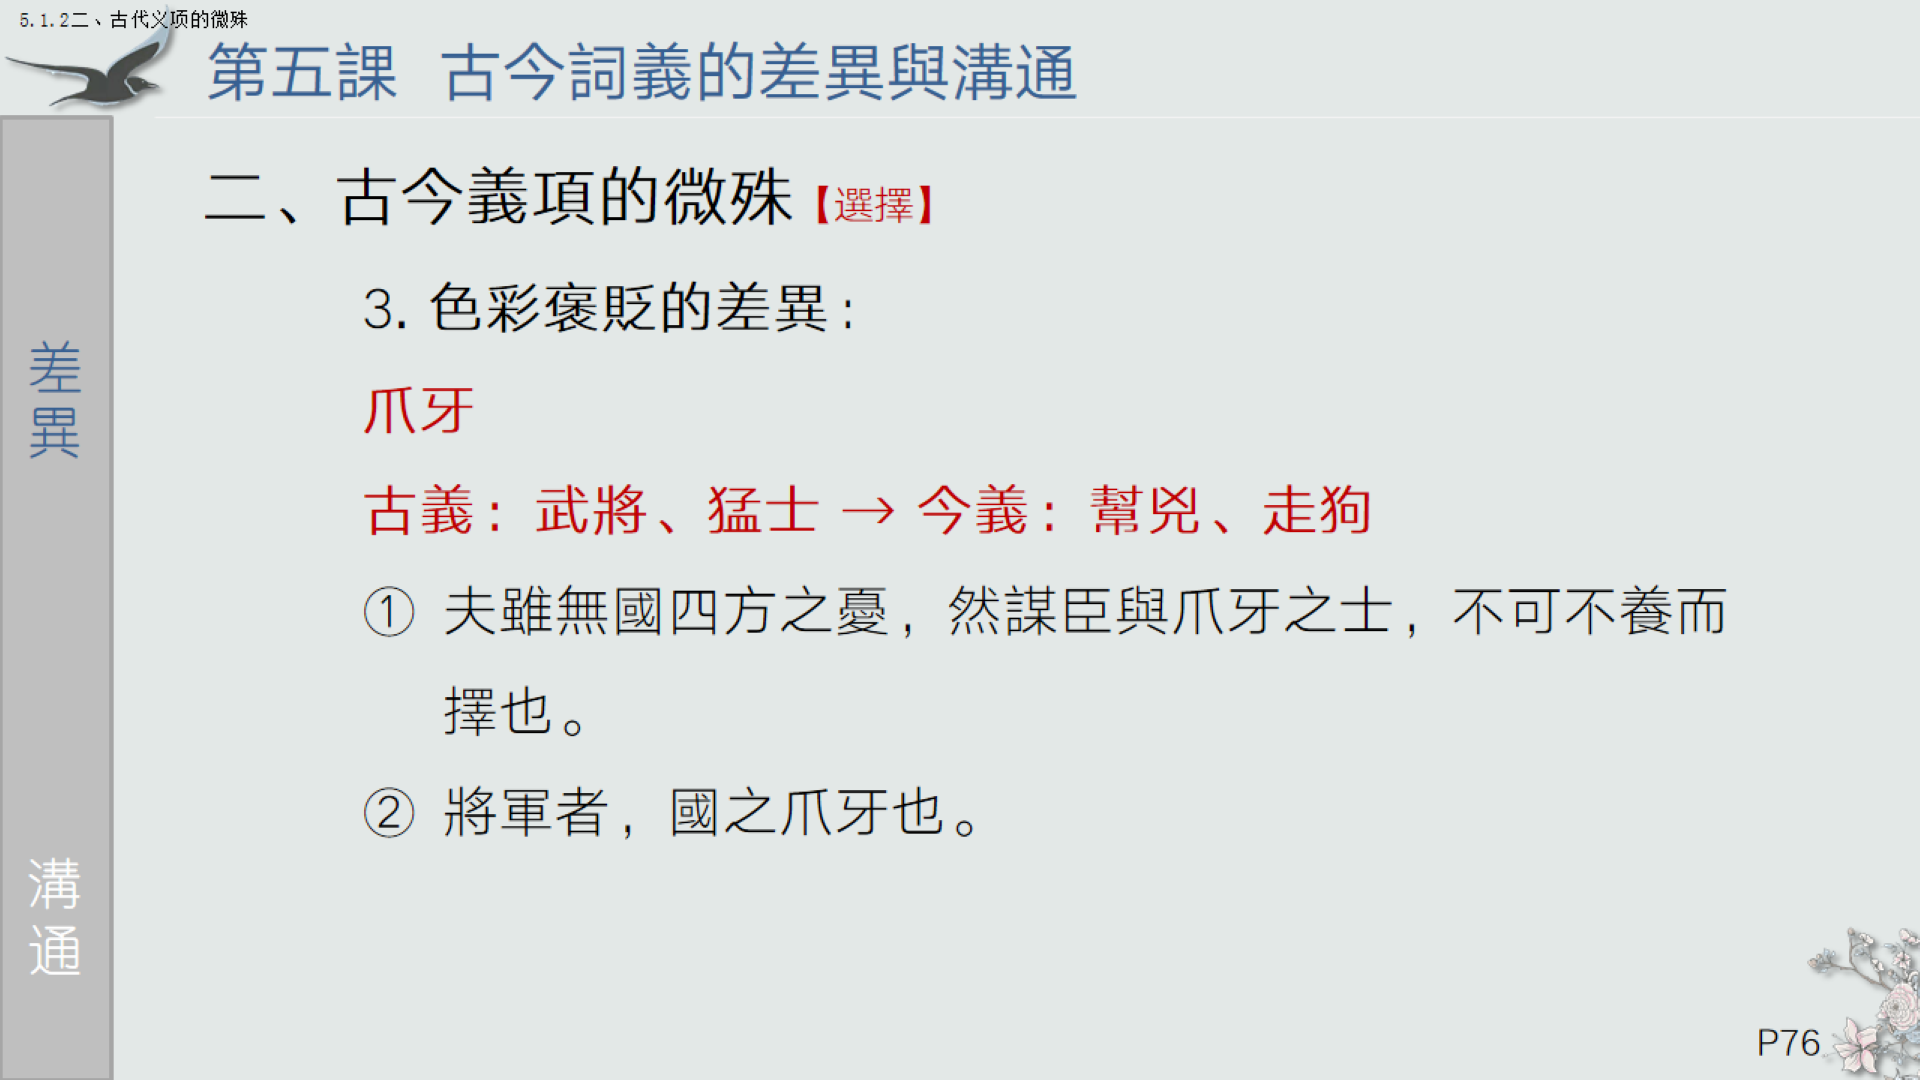 5.1.2二、古代义项的微殊
第五課 古今詞義的差異與溝通
差異
溝通
二、古今義項的微殊【選擇】
3. 色彩褒貶的差異：
爪牙
古義：武將、猛士 → 今義：幫兇、走狗
① 夫雖無國四方之憂，然謀臣與爪牙之士，不可不養而
擇也。
② 將軍者，國之爪牙也。
P76